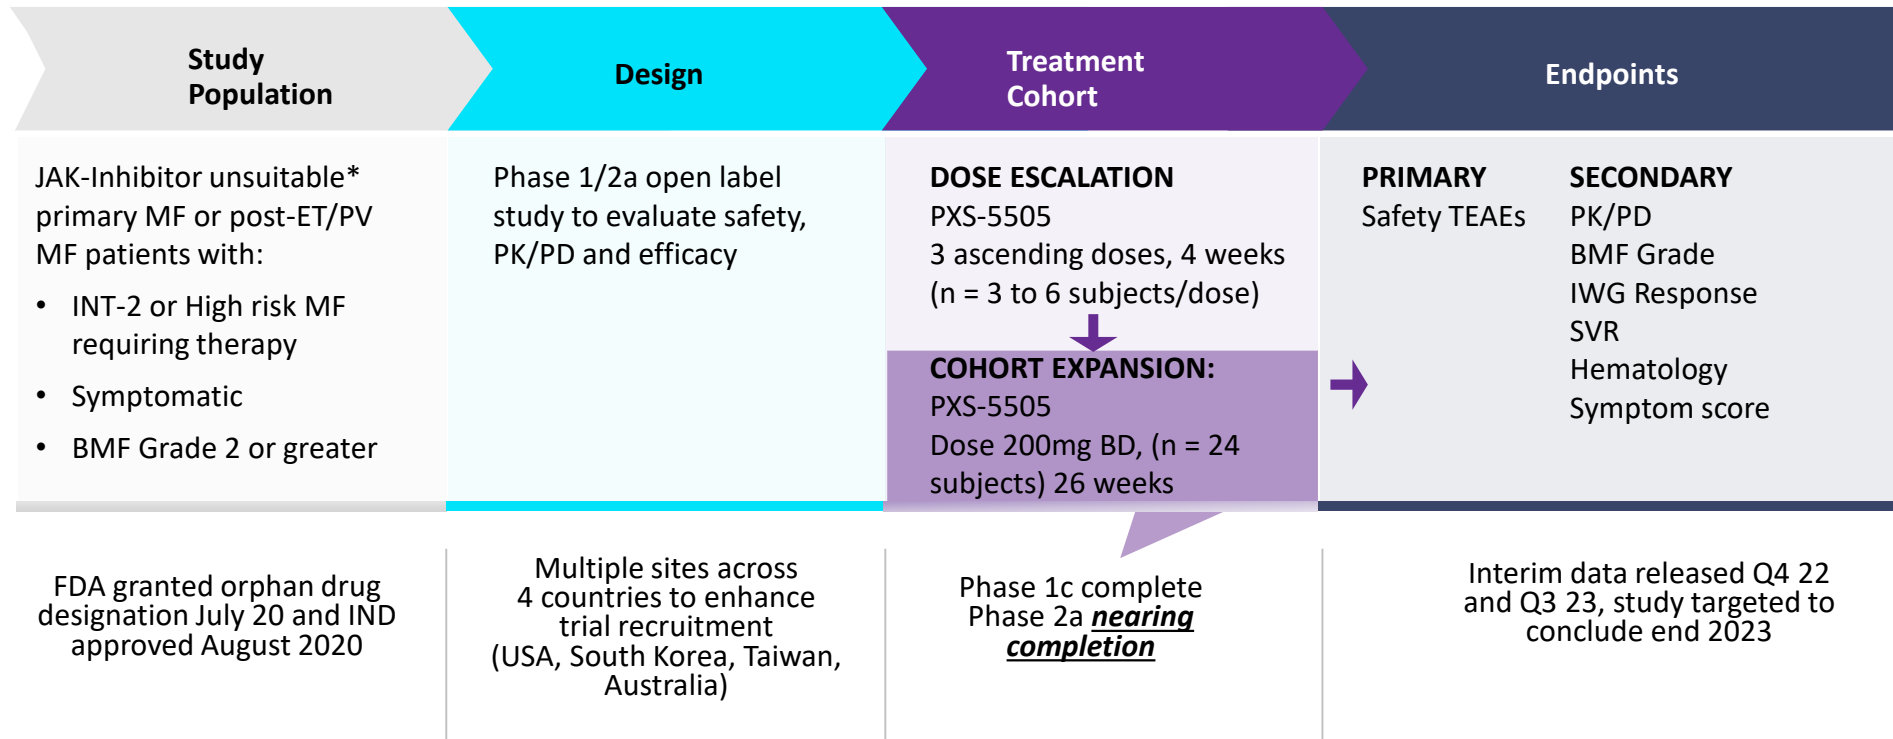 Study
Population
Design
Treatment
Cohort
Endpoints
JAK-Inhibitor unsuitable*
primary MF or post-ET/PV
MF patients with:
• INT-2 or High risk MF
requiring therapy
• Symptomatic
• BMF Grade 2 or greater
Phase 1/2a open label
study to evaluate safety,
PK/PD and efficacy
DOSE ESCALATION
PXS-5505
3 ascending doses, 4 weeks
(n = 3 to 6 subjects/dose)
COHORT EXPANSION:
PXS-5505
Dose 200mg BD, (n = 24
subjects) 26 weeks
PRIMARY
Safety TEAEs
SECONDARY
PK/PD
BMF Grade
IWG Response
SVR
Hematology
Symptom score
FDA granted orphan drug
designation July 20 and IND
approved August 2020
Multiple sites across
4 countries to enhance
trial recruitment
(USA, South Korea, Taiwan,
Australia)
Phase 1c complete
Phase 2a nearing
completion
Interim data released Q4 22
and Q3 23, study targeted to
conclude end 2023